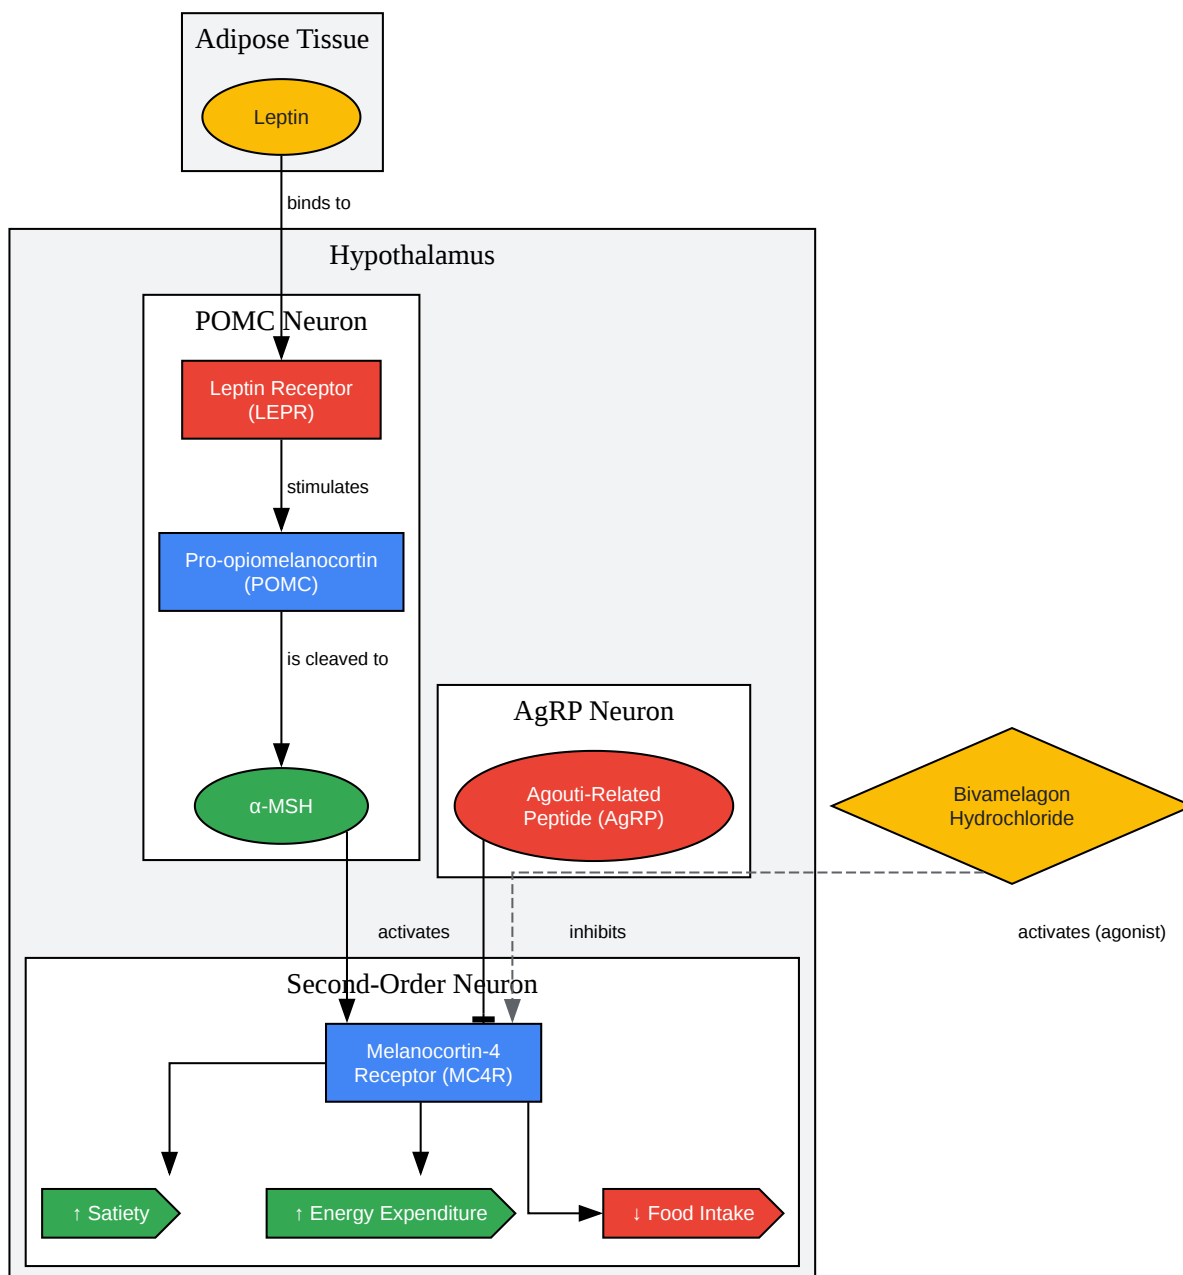 Adipose Tissue
Leptin
binds to
Hypothalamus
POMC Neuron
Leptin Receptor
(LEPR)
stimulates
Pro-opiomelanocortin
(POMC)
is cleaved to
α-MSH
AgRP Neuron
Agouti-Related
Peptide (AgRP)
Bivamelagon
Hydrochloride
activates
inhibits
activates (agonist)
Second-Order Neuron
Melanocortin-4
Receptor (MC4R)
↑ Satiety
↑ Energy Expenditure
↓ Food Intake